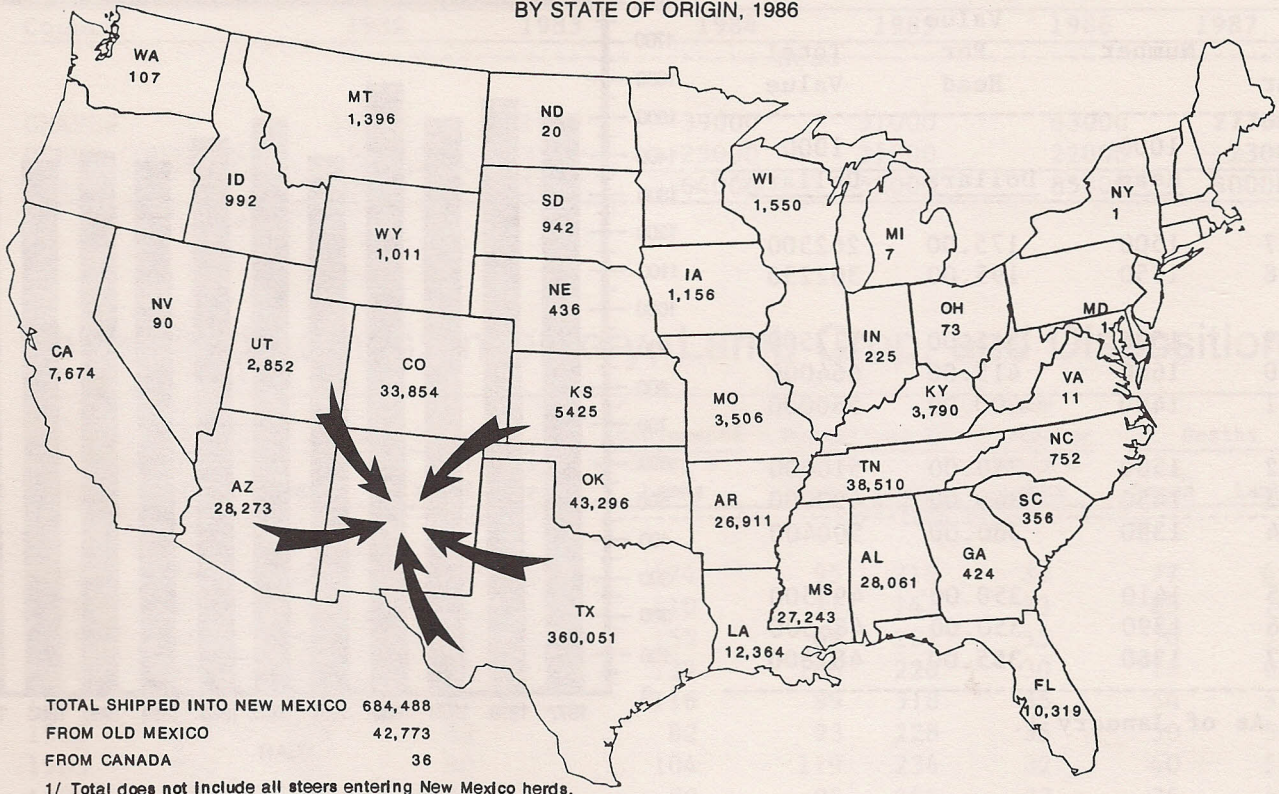 BY STATE OF ORIGIN, 1986
WA
107
MT
1,396
ND
20
ID
992
WY
1,011
SD
942
WI
1,550
MI
7
NY
1
NV
90
UT
2,852
CO
33,854
NE
436
IA
1,156
IN
225
OH
73
MD
1
CA
7,674
KS
5425
MO
3,506
KY
3,790
VA
11
AZ
28,273
OK
43,296
AR
26,911
TN
38,510
NC
752
SC
356
TX
360,051
LA
12,364
MS
27,243
AL
28,061
GA
424
FL
10,319
TOTAL SHIPPED INTO NEW MEXICO 684,488
FROM OLD MEXICO 42,773
FROM CANADA 36
1/ Total does not include all steers entering New Mexico herds.